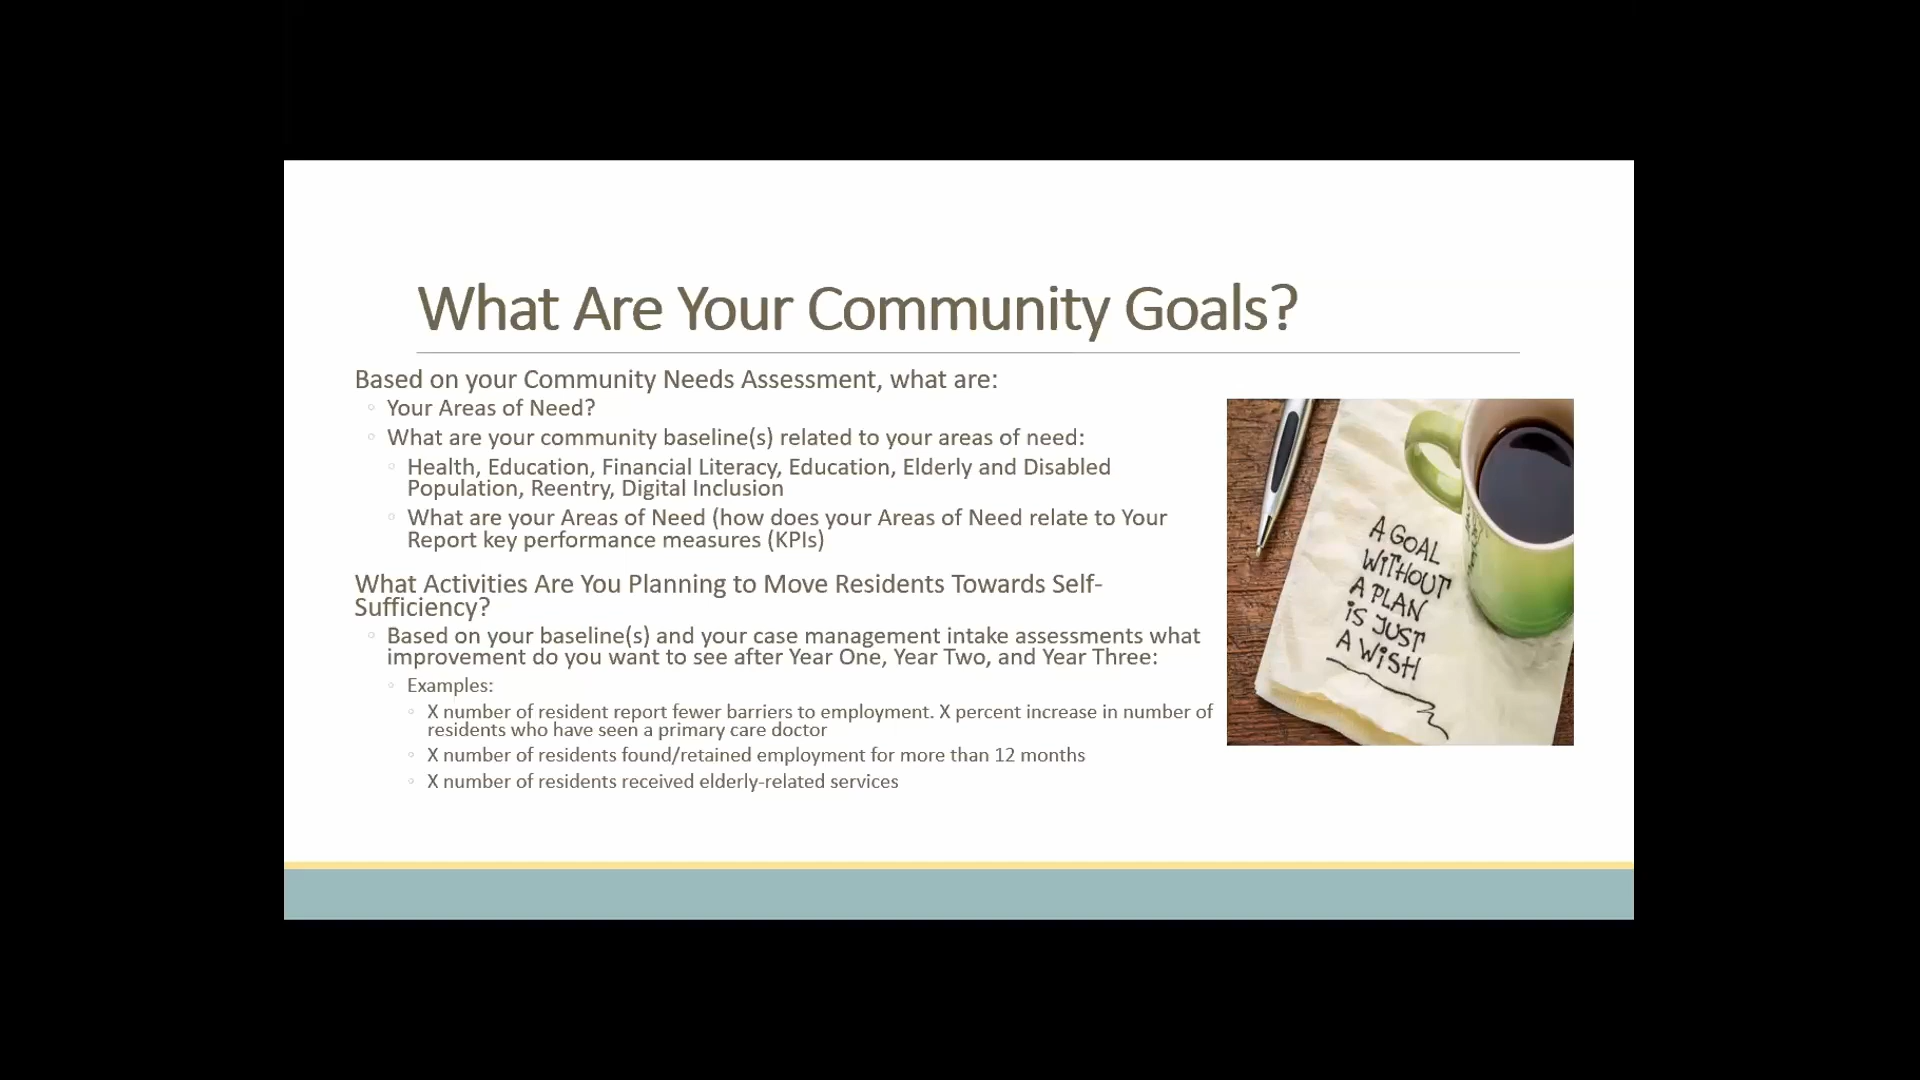 What Are Your Community Goals?
Based on your Community Needs Assessment, what are:
Your Areas of Need?
What are your community baseline(s) related to your areas of need:
Health, Education, Financial Literacy, Education, Elderly and Disabled
Population, Reentry, Digital Inclusion
What are your Areas of Need (how does your Areas of Need relate to Your
Report key performance measures (KPIs)
What Activities Are You Planning to Move Residents Towards Self-
Sufficiency?
Based on your baseline(s) and your case management intake assessments what
improvement do you want to see after Year One, Year Two, and Year Three:
Examples:
X number of resident report fewer barriers to employment. X percent increase in number of
residents who have seen a primary care doctor
X number of residents found/retained employment for more than 12 months
X number of residents received elderly-related services
A GOAL
WITHOUT
A PLAN
IS JUST
A WISH